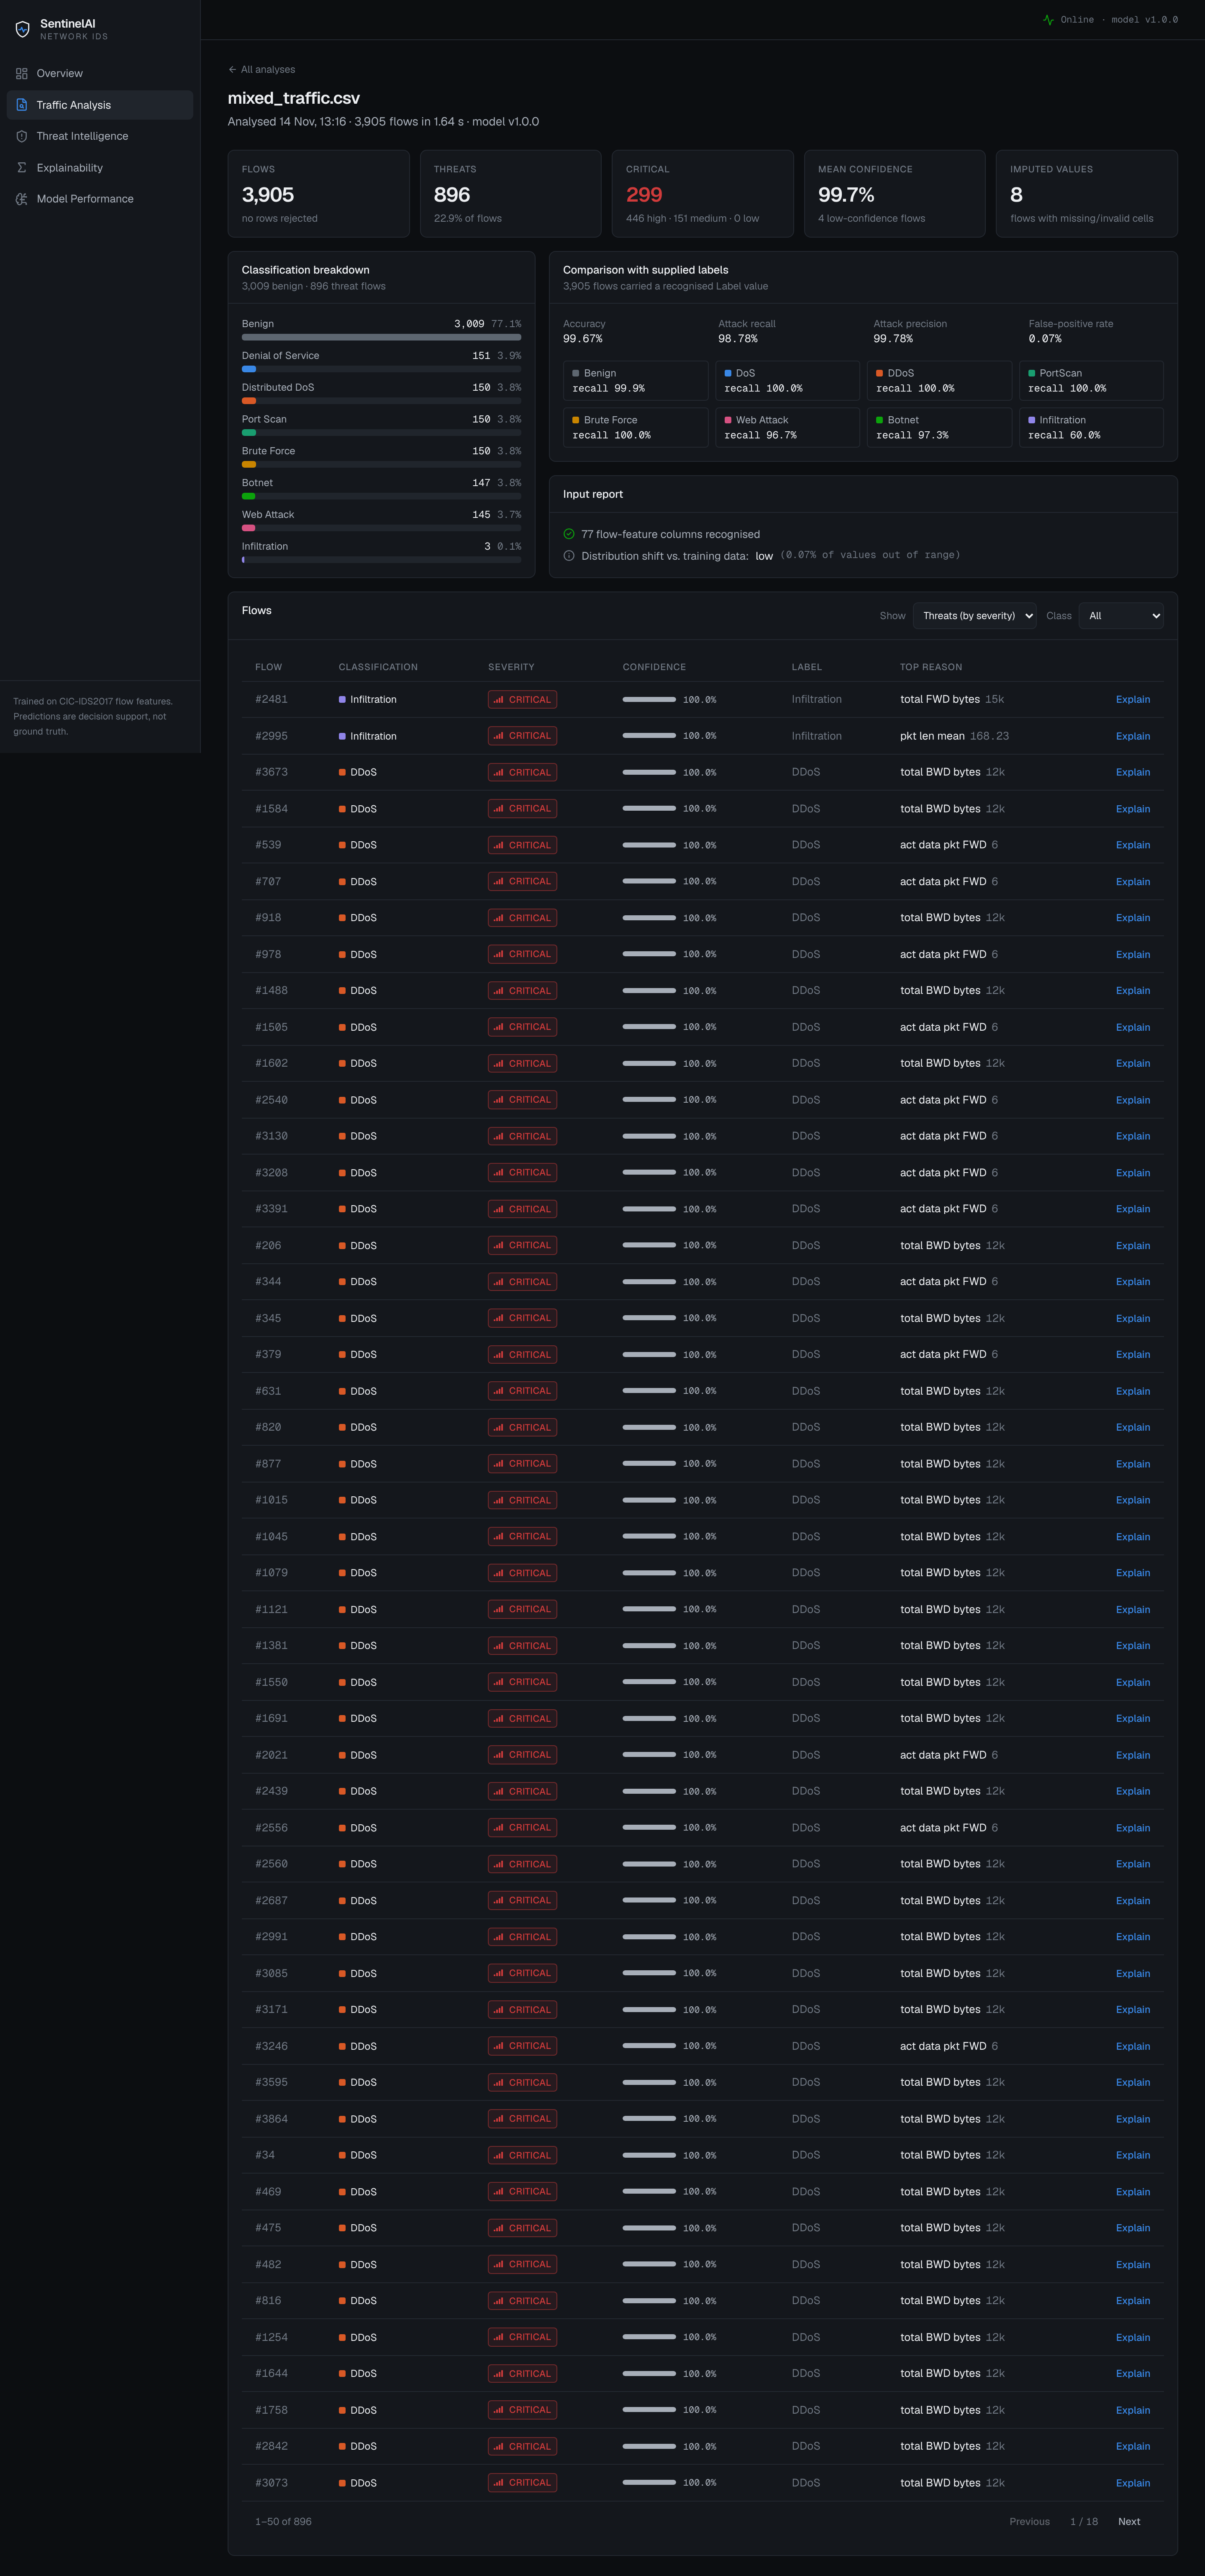 SentinelAI
NETWORK IDS
Overview
Traffic Analysis
Threat Intelligence
Explainability
Model Performance
Trained on CIC-IDS2017 flow features.
Predictions are decision support, not
ground truth.
Online · model v1.0.0
← All analyses
mixed_traffic.csv
Analysed 14 Nov, 13:16 · 3,905 flows in 1.64 s · model v1.0.0
FLOWS
3,905
no rows rejected
THREATS
896
22.9% of flows
CRITICAL
299
446 high · 151 medium · 0 low
MEAN CONFIDENCE
99.7%
4 low-confidence flows
IMPUTED VALUES
8
flows with missing/invalid cells
Classification breakdown
3,009 benign · 896 threat flows
Benign 3,009 77.1%
Denial of Service 151 3.9%
Distributed DoS 150 3.8%
Port Scan 150 3.8%
Brute Force 150 3.8%
Botnet 147 3.8%
Web Attack 145 3.7%
Infiltration 3 0.1%
Comparison with supplied labels
3,905 flows carried a recognised Label value
Accuracy
99.67%
Attack recall
98.78%
Attack precision
99.78%
False-positive rate
0.07%
Benign
recall 99.9%
DoS
recall 100.0%
DDoS
recall 100.0%
PortScan
recall 100.0%
Brute Force
recall 100.0%
Web Attack
recall 96.7%
Botnet
recall 97.3%
Infiltration
recall 60.0%
Input report
77 flow-feature columns recognised
Distribution shift vs. training data: low (0.07% of values out of range)
Flows
Show Threats (by severity) Class All
FLOW CLASSIFICATION SEVERITY CONFIDENCE LABEL TOP REASON
#2481 Infiltration CRITICAL 100.0% Infiltration total FWD bytes 15k Explain
#2995 Infiltration CRITICAL 100.0% Infiltration pkt len mean 168.23 Explain
#3673 DDoS CRITICAL 100.0% DDoS total BWD bytes 12k Explain
#1584 DDoS CRITICAL 100.0% DDoS total BWD bytes 12k Explain
#539 DDoS CRITICAL 100.0% DDoS act data pkt FWD 6 Explain
#707 DDoS CRITICAL 100.0% DDoS act data pkt FWD 6 Explain
#918 DDoS CRITICAL 100.0% DDoS total BWD bytes 12k Explain
#978 DDoS CRITICAL 100.0% DDoS act data pkt FWD 6 Explain
#1488 DDoS CRITICAL 100.0% DDoS total BWD bytes 12k Explain
#1505 DDoS CRITICAL 100.0% DDoS act data pkt FWD 6 Explain
#1602 DDoS CRITICAL 100.0% DDoS total BWD bytes 12k Explain
#2540 DDoS CRITICAL 100.0% DDoS act data pkt FWD 6 Explain
#3130 DDoS CRITICAL 100.0% DDoS act data pkt FWD 6 Explain
#3208 DDoS CRITICAL 100.0% DDoS act data pkt FWD 6 Explain
#3391 DDoS CRITICAL 100.0% DDoS act data pkt FWD 6 Explain
#206 DDoS CRITICAL 100.0% DDoS total BWD bytes 12k Explain
#344 DDoS CRITICAL 100.0% DDoS act data pkt FWD 6 Explain
#345 DDoS CRITICAL 100.0% DDoS total BWD bytes 12k Explain
#379 DDoS CRITICAL 100.0% DDoS act data pkt FWD 6 Explain
#631 DDoS CRITICAL 100.0% DDoS total BWD bytes 12k Explain
#820 DDoS CRITICAL 100.0% DDoS total BWD bytes 12k Explain
#877 DDoS CRITICAL 100.0% DDoS total BWD bytes 12k Explain
#1015 DDoS CRITICAL 100.0% DDoS total BWD bytes 12k Explain
#1045 DDoS CRITICAL 100.0% DDoS total BWD bytes 12k Explain
#1079 DDoS CRITICAL 100.0% DDoS total BWD bytes 12k Explain
#1121 DDoS CRITICAL 100.0% DDoS total BWD bytes 12k Explain
#1381 DDoS CRITICAL 100.0% DDoS total BWD bytes 12k Explain
#1550 DDoS CRITICAL 100.0% DDoS total BWD bytes 12k Explain
#1691 DDoS CRITICAL 100.0% DDoS total BWD bytes 12k Explain
#2021 DDoS CRITICAL 100.0% DDoS act data pkt FWD 6 Explain
#2439 DDoS CRITICAL 100.0% DDoS total BWD bytes 12k Explain
#2556 DDoS CRITICAL 100.0% DDoS act data pkt FWD 6 Explain
#2560 DDoS CRITICAL 100.0% DDoS total BWD bytes 12k Explain
#2687 DDoS CRITICAL 100.0% DDoS total BWD bytes 12k Explain
#2991 DDoS CRITICAL 100.0% DDoS total BWD bytes 12k Explain
#3085 DDoS CRITICAL 100.0% DDoS total BWD bytes 12k Explain
#3171 DDoS CRITICAL 100.0% DDoS total BWD bytes 12k Explain
#3246 DDoS CRITICAL 100.0% DDoS act data pkt FWD 6 Explain
#3595 DDoS CRITICAL 100.0% DDoS total BWD bytes 12k Explain
#3864 DDoS CRITICAL 100.0% DDoS total BWD bytes 12k Explain
#34 DDoS CRITICAL 100.0% DDoS total BWD bytes 12k Explain
#469 DDoS CRITICAL 100.0% DDoS total BWD bytes 12k Explain
#475 DDoS CRITICAL 100.0% DDoS total BWD bytes 12k Explain
#482 DDoS CRITICAL 100.0% DDoS total BWD bytes 12k Explain
#816 DDoS CRITICAL 100.0% DDoS total BWD bytes 12k Explain
#1254 DDoS CRITICAL 100.0% DDoS total BWD bytes 12k Explain
#1644 DDoS CRITICAL 100.0% DDoS total BWD bytes 12k Explain
#1758 DDoS CRITICAL 100.0% DDoS total BWD bytes 12k Explain
#2842 DDoS CRITICAL 100.0% DDoS total BWD bytes 12k Explain
#3073 DDoS CRITICAL 100.0% DDoS total BWD bytes 12k Explain
1–50 of 896 Previous 1 / 18 Next